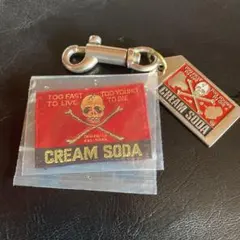 TOO FAST TOO YOUNG
TO LIVE TO DIE
CREAM SODA
CREAM SODA